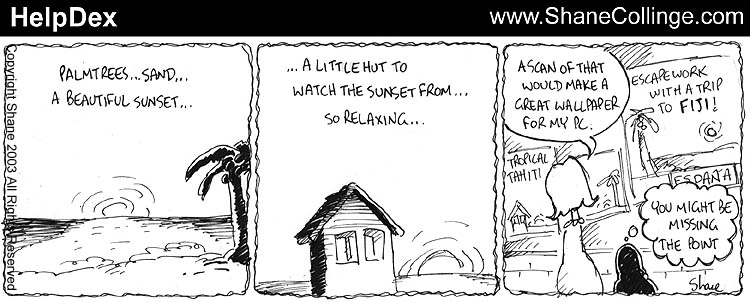 HelpDex
www.ShaneCollinge.com
Copyright Shane 2003 All Rights Reserved
PALMTREES... SAND...
A BEAUTIFUL SUNSET...
... A LITTLE HUT TO
WATCH THE SUNSET FROM...
SO RELAXING...
A SCAN OF THAT
WOULD MAKE A
GREAT WALLPAPER
FOR MY PC.
ESCAPE WORK
WITH A TRIP
TO FIJI!
TROPICAL
TAHITI
ESPAÑA
YOU MIGHT BE
MISSING
THE POINT
Shane